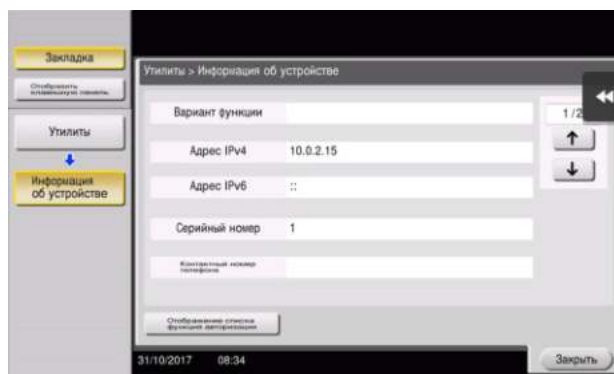 Закладка
Отобразить
клавишную панель
Утилиты
Информация
об устройстве
Утилиты > Информация об устройстве
Вариант функции
1/2
Адрес IPv4
10.0.2.15
Адрес IPv6
::
Серийный номер
1
Контактный номер
телефона
Отображение списка
функций авторизации
31/10/2017
08:34
Закрыть